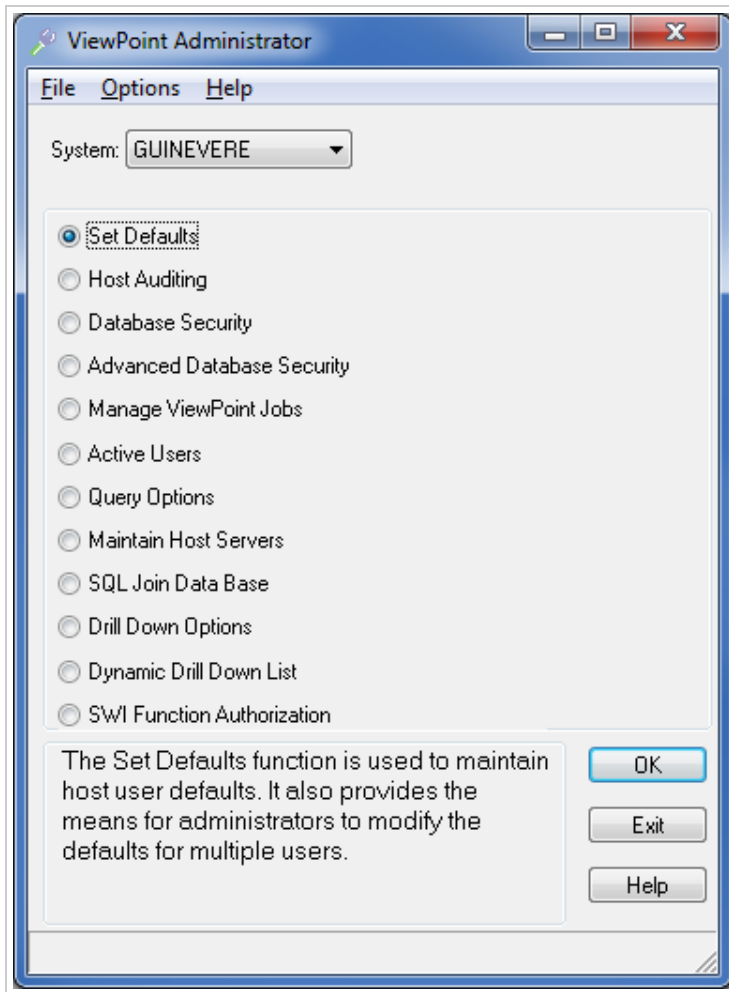 ViewPoint Administrator
File Options Help
System: GUINEVERE
Set Defaults
Host Auditing
Database Security
Advanced Database Security
Manage ViewPoint Jobs
Active Users
Query Options
Maintain Host Servers
SQL Join Data Base
Drill Down Options
Dynamic Drill Down List
SWI Function Authorization
The Set Defaults function is used to maintain
host user defaults. It also provides the
means for administrators to modify the
defaults for multiple users.
OK
Exit
Help